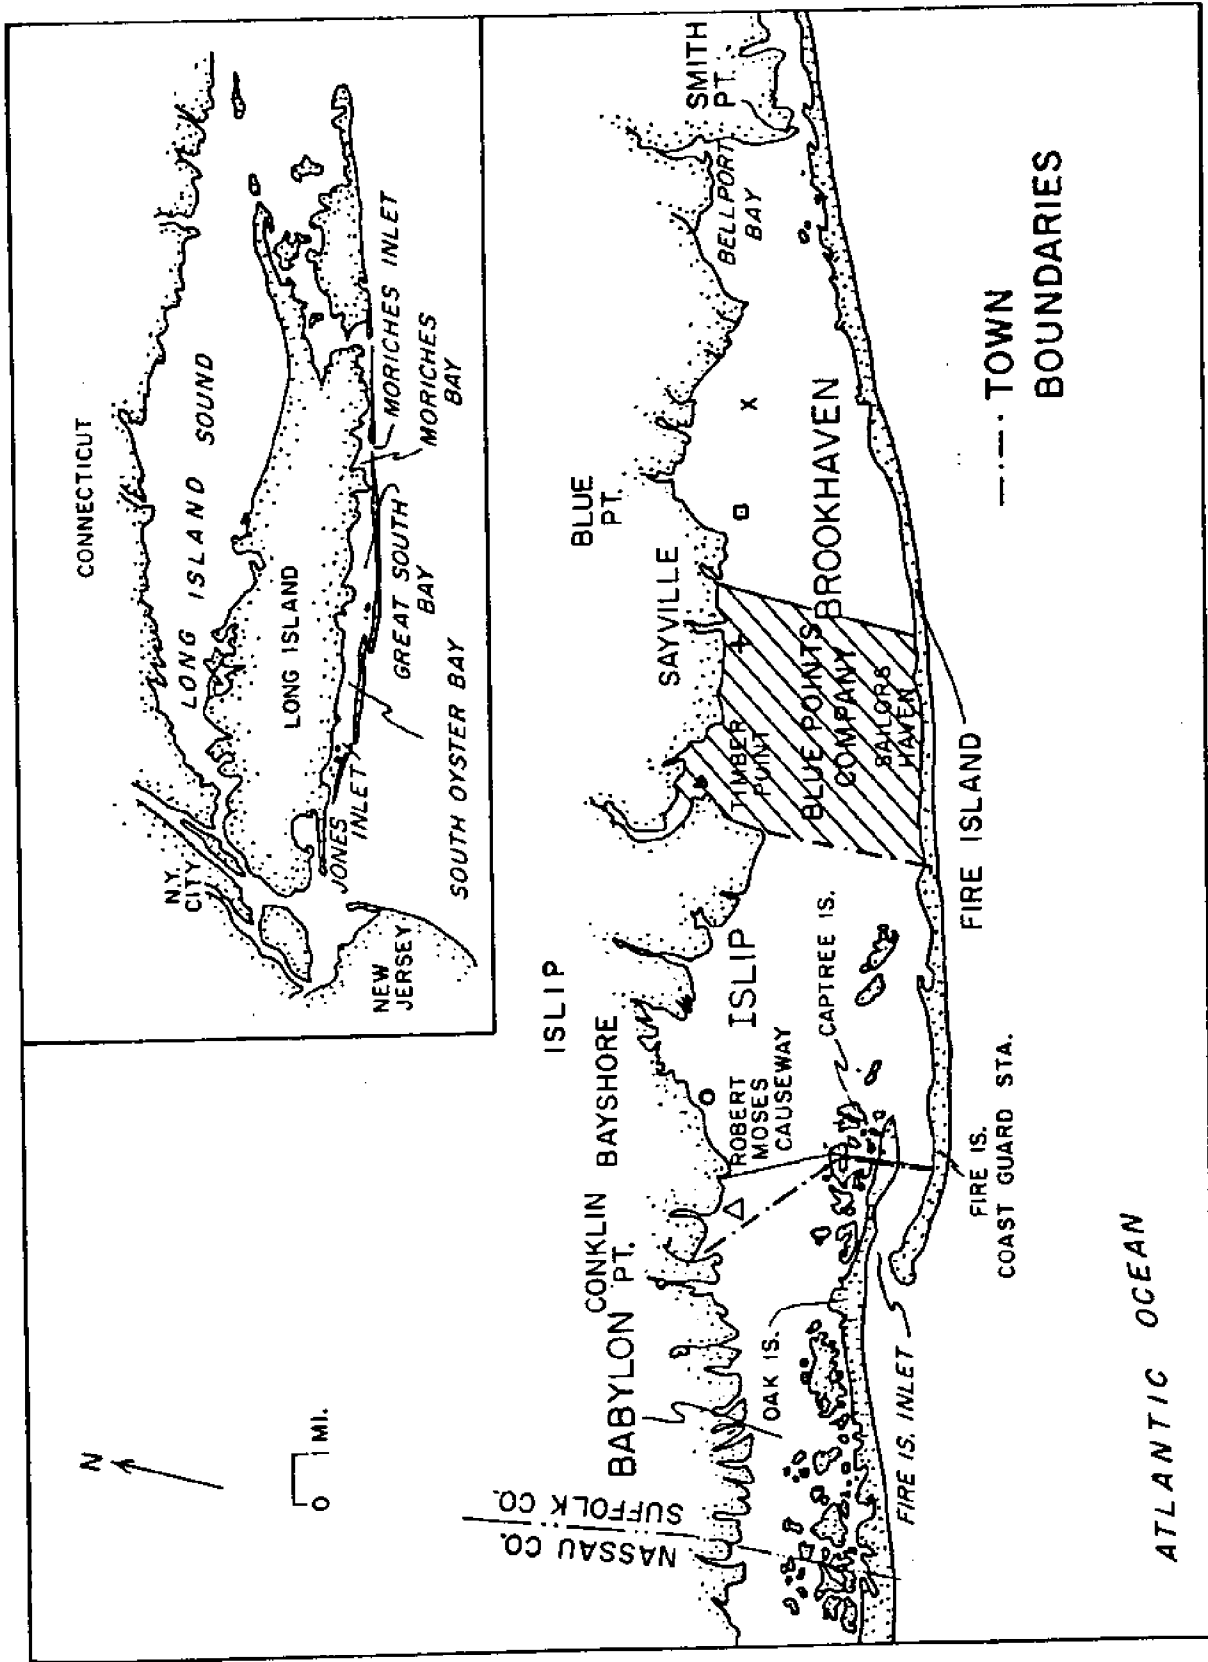 CONNECTICUT
LONG ISLAND SOUND
N.Y.
CITY
LONG ISLAND
NEW
JERSEY
JONES
INLET
SOUTH OYSTER BAY
GREAT SOUTH
BAY
MORICHES INLET
MORICHES
BAY
N
0 1 MI.
NASSAU CO.
SUFFOLK CO.
BABYLON
CONKLIN
PT.
BAYSHORE
ISLIP
SAYVILLE
BLUE
PT.
SMITH
PT.
BELLPORT
BAY
OAK IS.
ROBERT
MOSES
CAUSEWAY
ISLIP
CAPTREE IS.
TIMBER
POINT
BLUE POINTS
COMPANY
SAILORS
HAVEN
BROOKHAVEN
X
FIRE IS. INLET
FIRE IS.
COAST GUARD STA.
FIRE ISLAND
TOWN
BOUNDARIES
ATLANTIC OCEAN